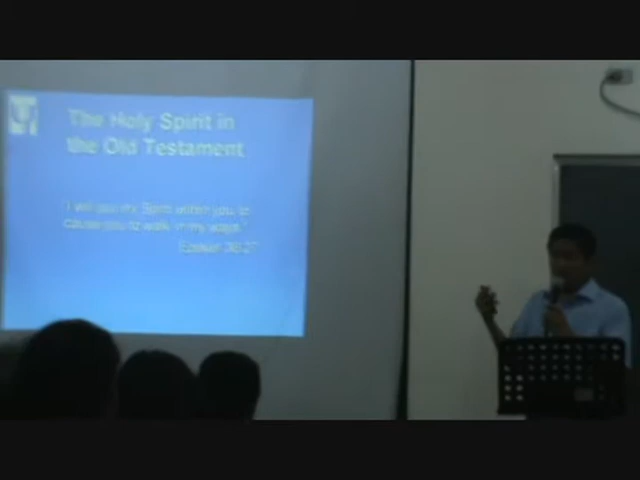 The Holy Spirit in
the Old Testament
"I will put my Spirit within you to
cause you to walk in my ways."
Ezekiel 36:27